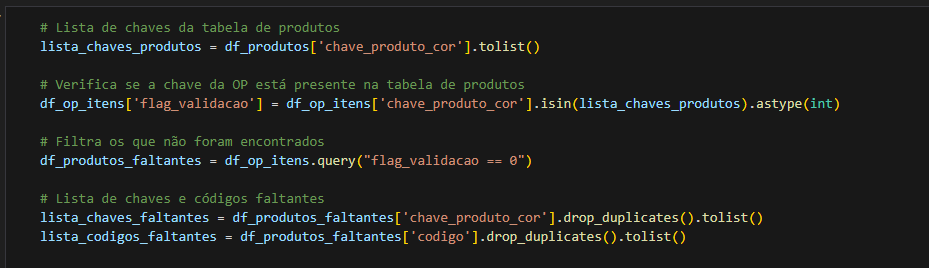 # Lista de chaves da tabela de produtos
lista_chaves_produtos = df_produtos['chave_produto_cor'].tolist()
# Verifica se a chave da OP está presente na tabela de produtos
df_op_itens['flag_validacao'] = df_op_itens['chave_produto_cor'].isin(lista_chaves_produtos).astype(int)
# Filtra os que não foram encontrados
df_produtos_faltantes = df_op_itens.query("flag_validacao == 0")
# Lista de chaves e códigos faltantes
lista_chaves_faltantes = df_produtos_faltantes['chave_produto_cor'].drop_duplicates().tolist()
lista_codigos_faltantes = df_produtos_faltantes['codigo'].drop_duplicates().tolist()